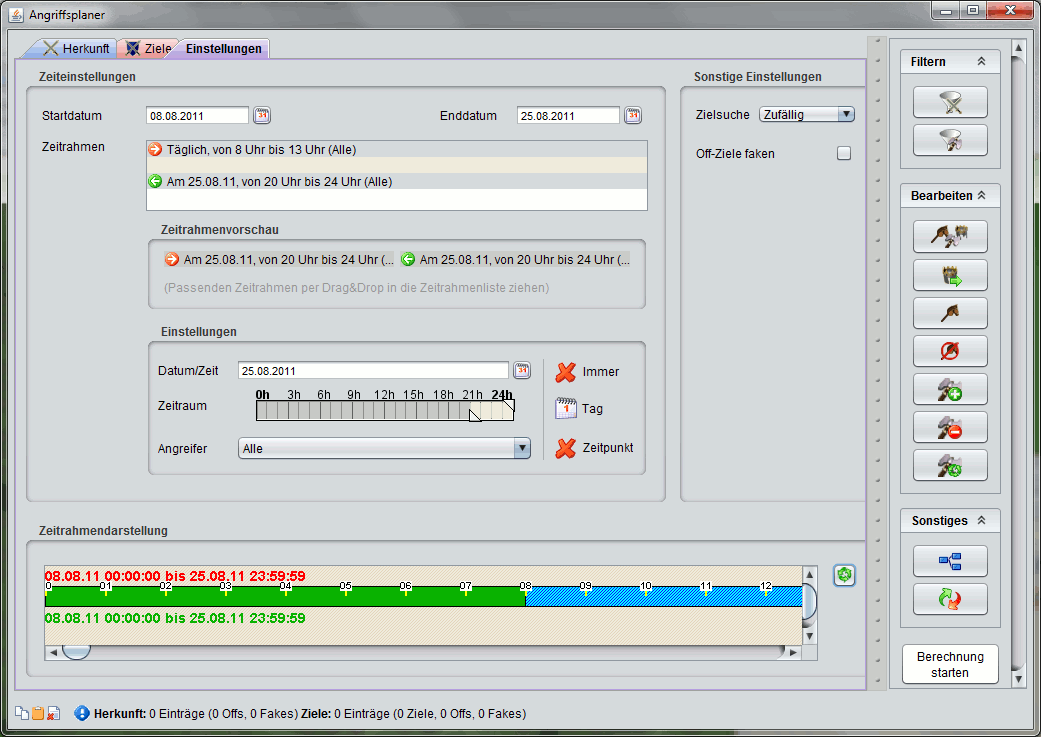 Angriffsplaner
Herkunft Ziele Einstellungen
Zeiteinstellungen
Startdatum 08.08.2011 Enddatum 25.08.2011
Zeitrahmen
Täglich, von 8 Uhr bis 13 Uhr (Alle)
Am 25.08.11, von 20 Uhr bis 24 Uhr (Alle)
Zeitrahmenvorschau
Am 25.08.11, von 20 Uhr bis 24 Uhr (... Am 25.08.11, von 20 Uhr bis 24 Uhr (...
(Passenden Zeitrahmen per Drag&Drop in die Zeitrahmenliste ziehen)
Einstellungen
Datum/Zeit 25.08.2011
Zeitraum 0h 3h 6h 9h 12h 15h 18h 21h 24h
Angreifer Alle
Immer
1 Tag
Zeitpunkt
Sonstige Einstellungen
Zielsuche Zufällig
Off-Ziele faken
Zeitrahmendarstellung
08.08.11 00:00:00 bis 25.08.11 23:59:59
0 01 02 03 04 05 06 07 08 09 10 11 12
08.08.11 00:00:00 bis 25.08.11 23:59:59
Filtern
Bearbeiten
Sonstiges
Berechnung
starten
Herkunft: 0 Einträge (0 Offs, 0 Fakes) Ziele: 0 Einträge (0 Ziele, 0 Offs, 0 Fakes)